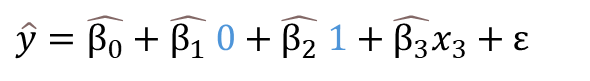 ŷ = β̂₀ + β̂₁ 0 + β̂₂ 1 + β̂₃x₃ + ε